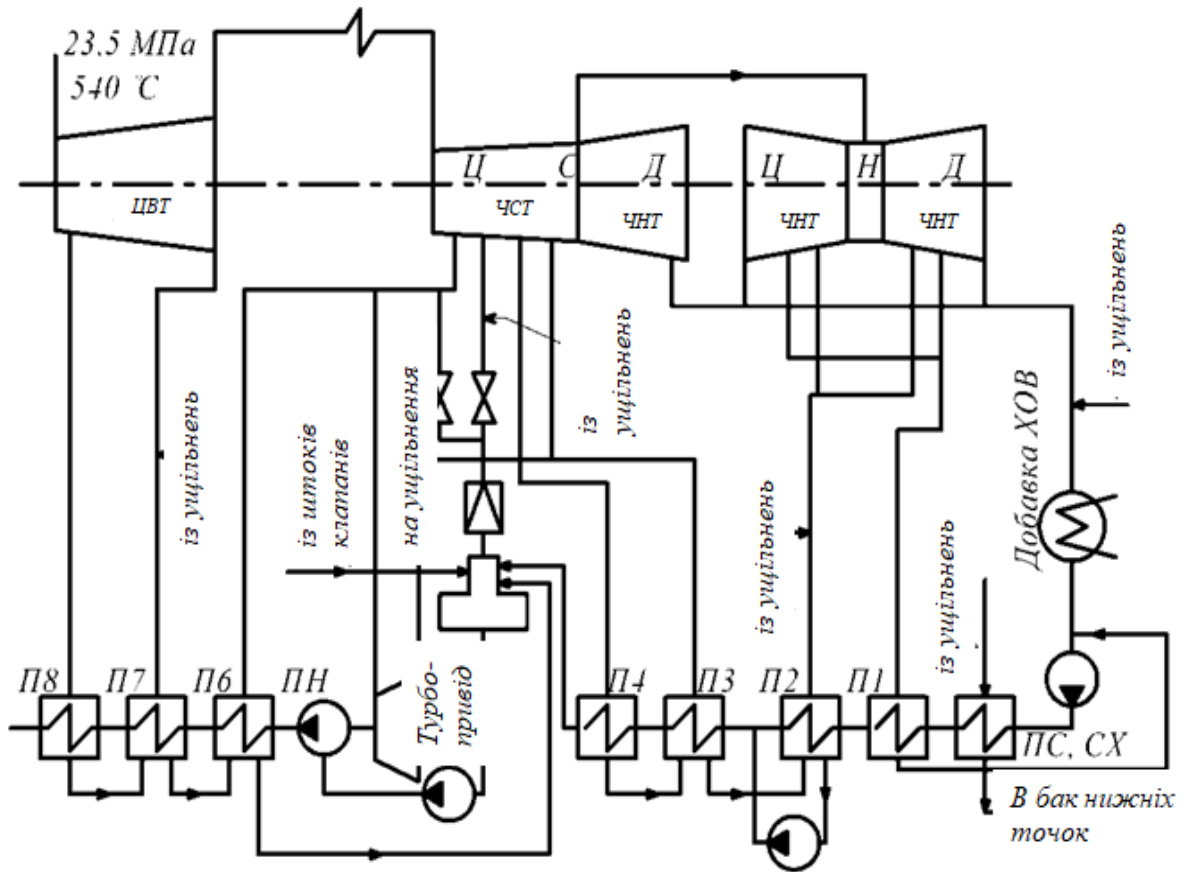 23,5 МПа
540 °C
Ц
С
Д
Ц
Н
Д
ЦВТ
ЧСТ
ЧНТ
ЧНТ
ЧНТ
із ущільнень
із штоків
клапанів
на ущільнення
із
ущільнень
із ущільнень
із ущільнень
Добавка ХОВ
із ущільнень
П8
П7
П6
ПН
Турбо-
привід
П4
П3
П2
П1
ПС, СХ
В бак нижніх
точок